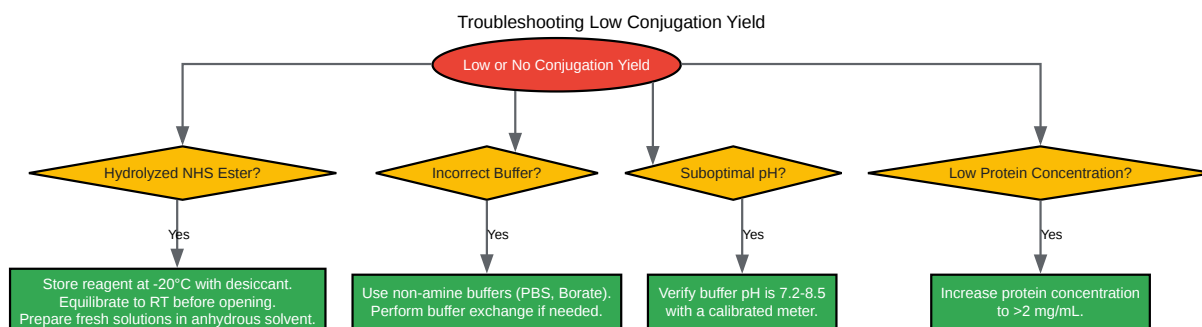 Troubleshooting Low Conjugation Yield
Low or No Conjugation Yield
Hydrolyzed NHS Ester?
Incorrect Buffer?
Suboptimal pH?
Low Protein Concentration?
Yes
Yes
Yes
Yes
Store reagent at -20°C with desiccant.
Equilibrate to RT before opening.
Prepare fresh solutions in anhydrous solvent.
Use non-amine buffers (PBS, Borate).
Perform buffer exchange if needed.
Verify buffer pH is 7.2-8.5
with a calibrated meter.
Increase protein concentration
to >2 mg/mL.